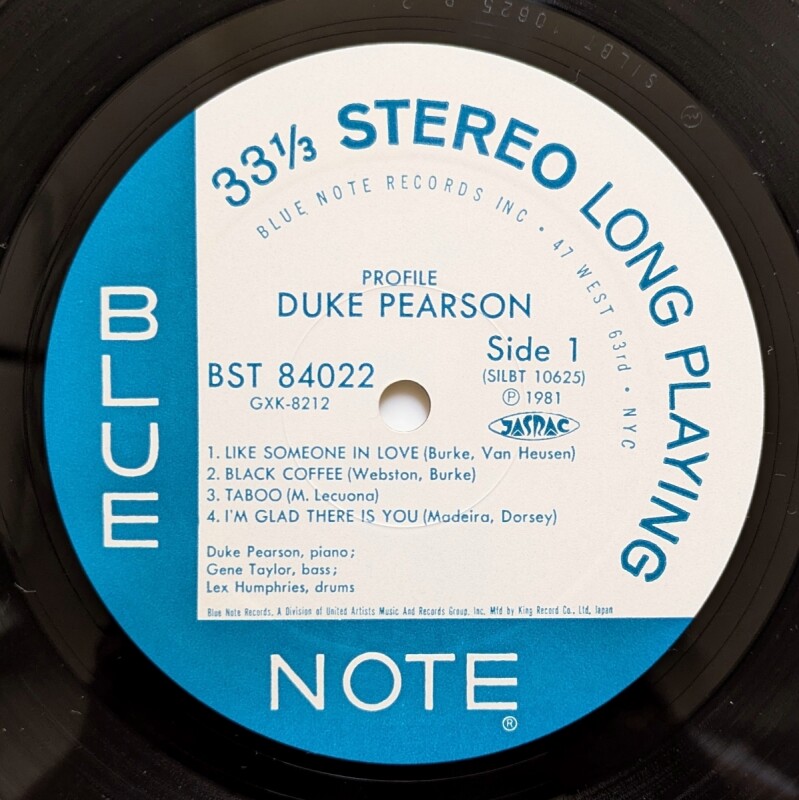 SILBT 10625
33⅓ STEREO LONG PLAYING
BLUE NOTE RECORDS INC • 47 WEST 63rd • NYC
PROFILE
DUKE PEARSON
BST 84022
GXK-8212
Side 1
(SILBT 10625)
Ⓟ 1981
JASRAC
1. LIKE SOMEONE IN LOVE (Burke, Van Heusen)
2. BLACK COFFEE (Webston, Burke)
3. TABOO (M. Lecuona)
4. I'M GLAD THERE IS YOU (Madeira, Dorsey)
Duke Pearson, piano;
Gene Taylor, bass;
Lex Humphries, drums
Blue Note Records, A Division of United Artists Music And Records Group, Inc. Mfd by King Record Co., Ltd, Japan
BLUE
NOTE®